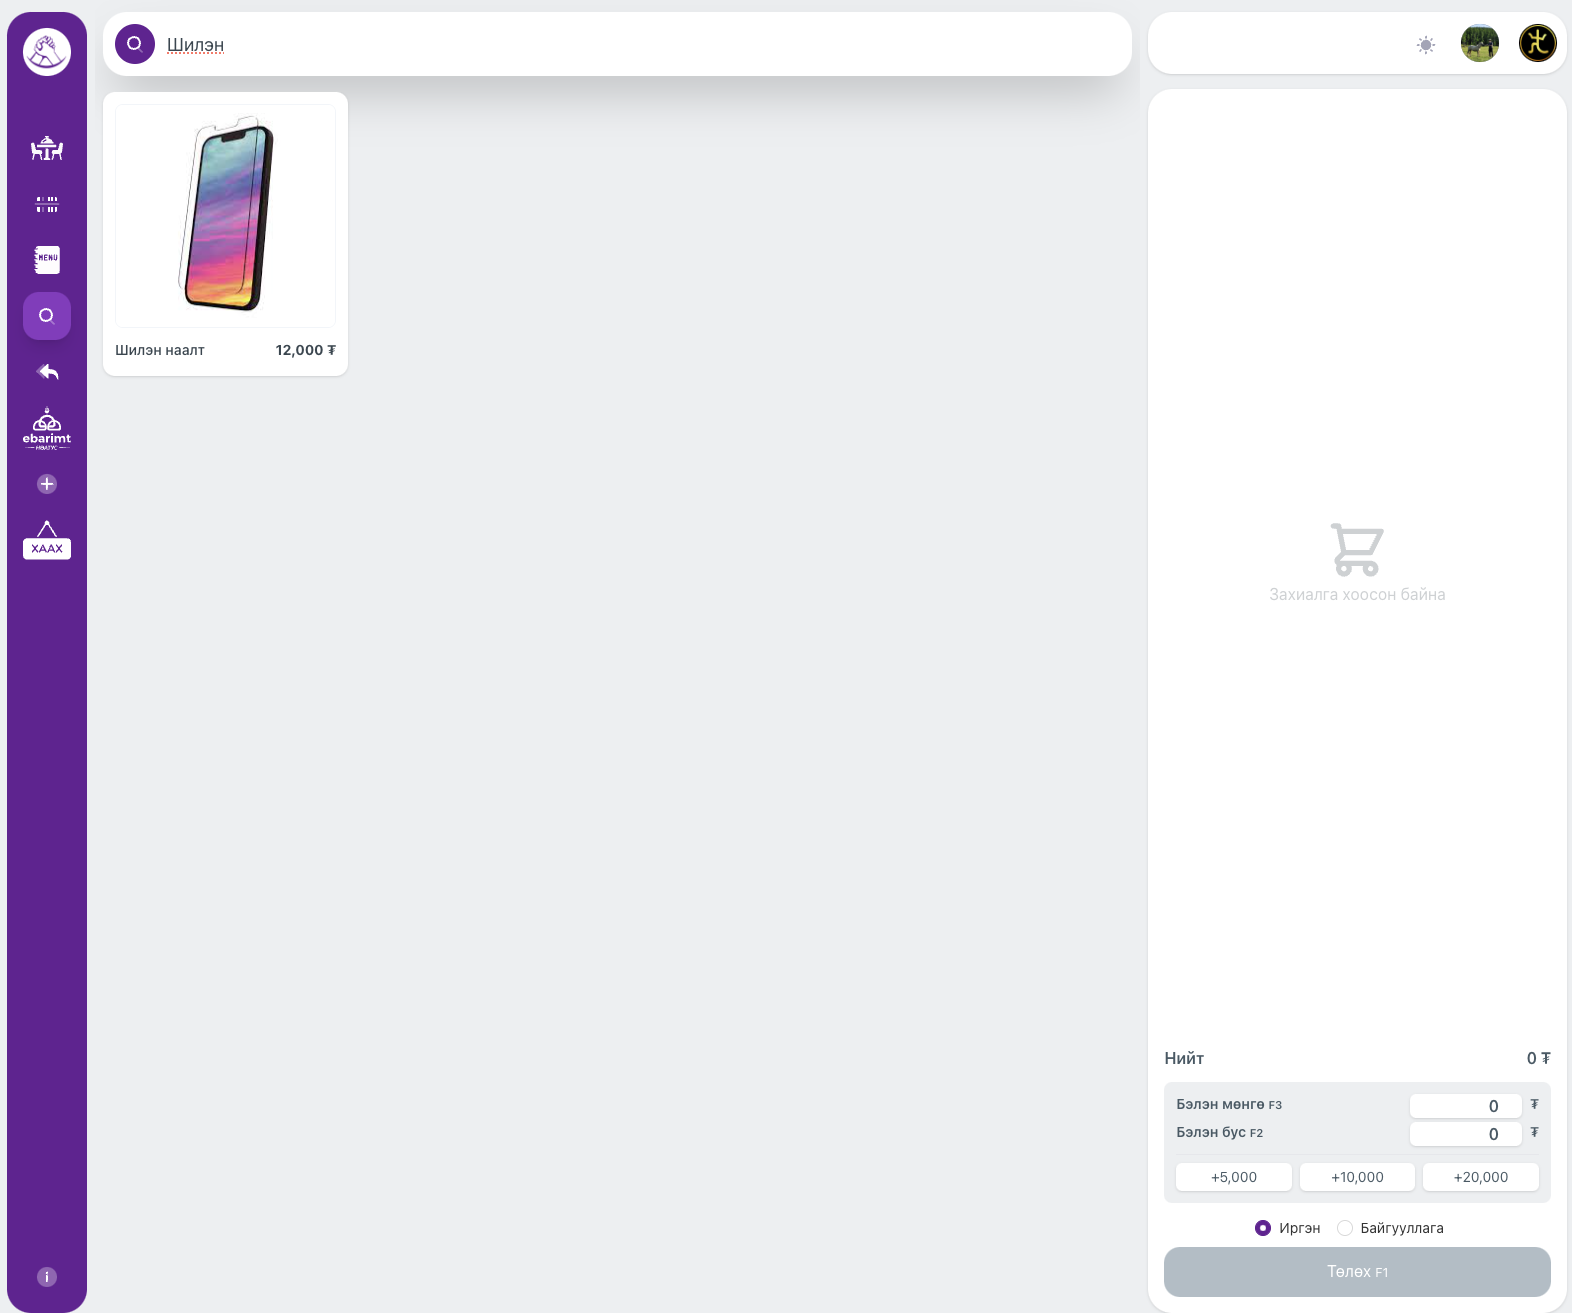 Шилэн
MENU
ebarimt
НӨАТУС
ХААХ
Шилэн наалт 12,000 ₮
Захиалга хоосон байна
Нийт 0 ₮
Бэлэн мөнгө F3 0 ₮
Бэлэн бус F2 0 ₮
+5,000 +10,000 +20,000
Иргэн Байгууллага
Төлөх F1